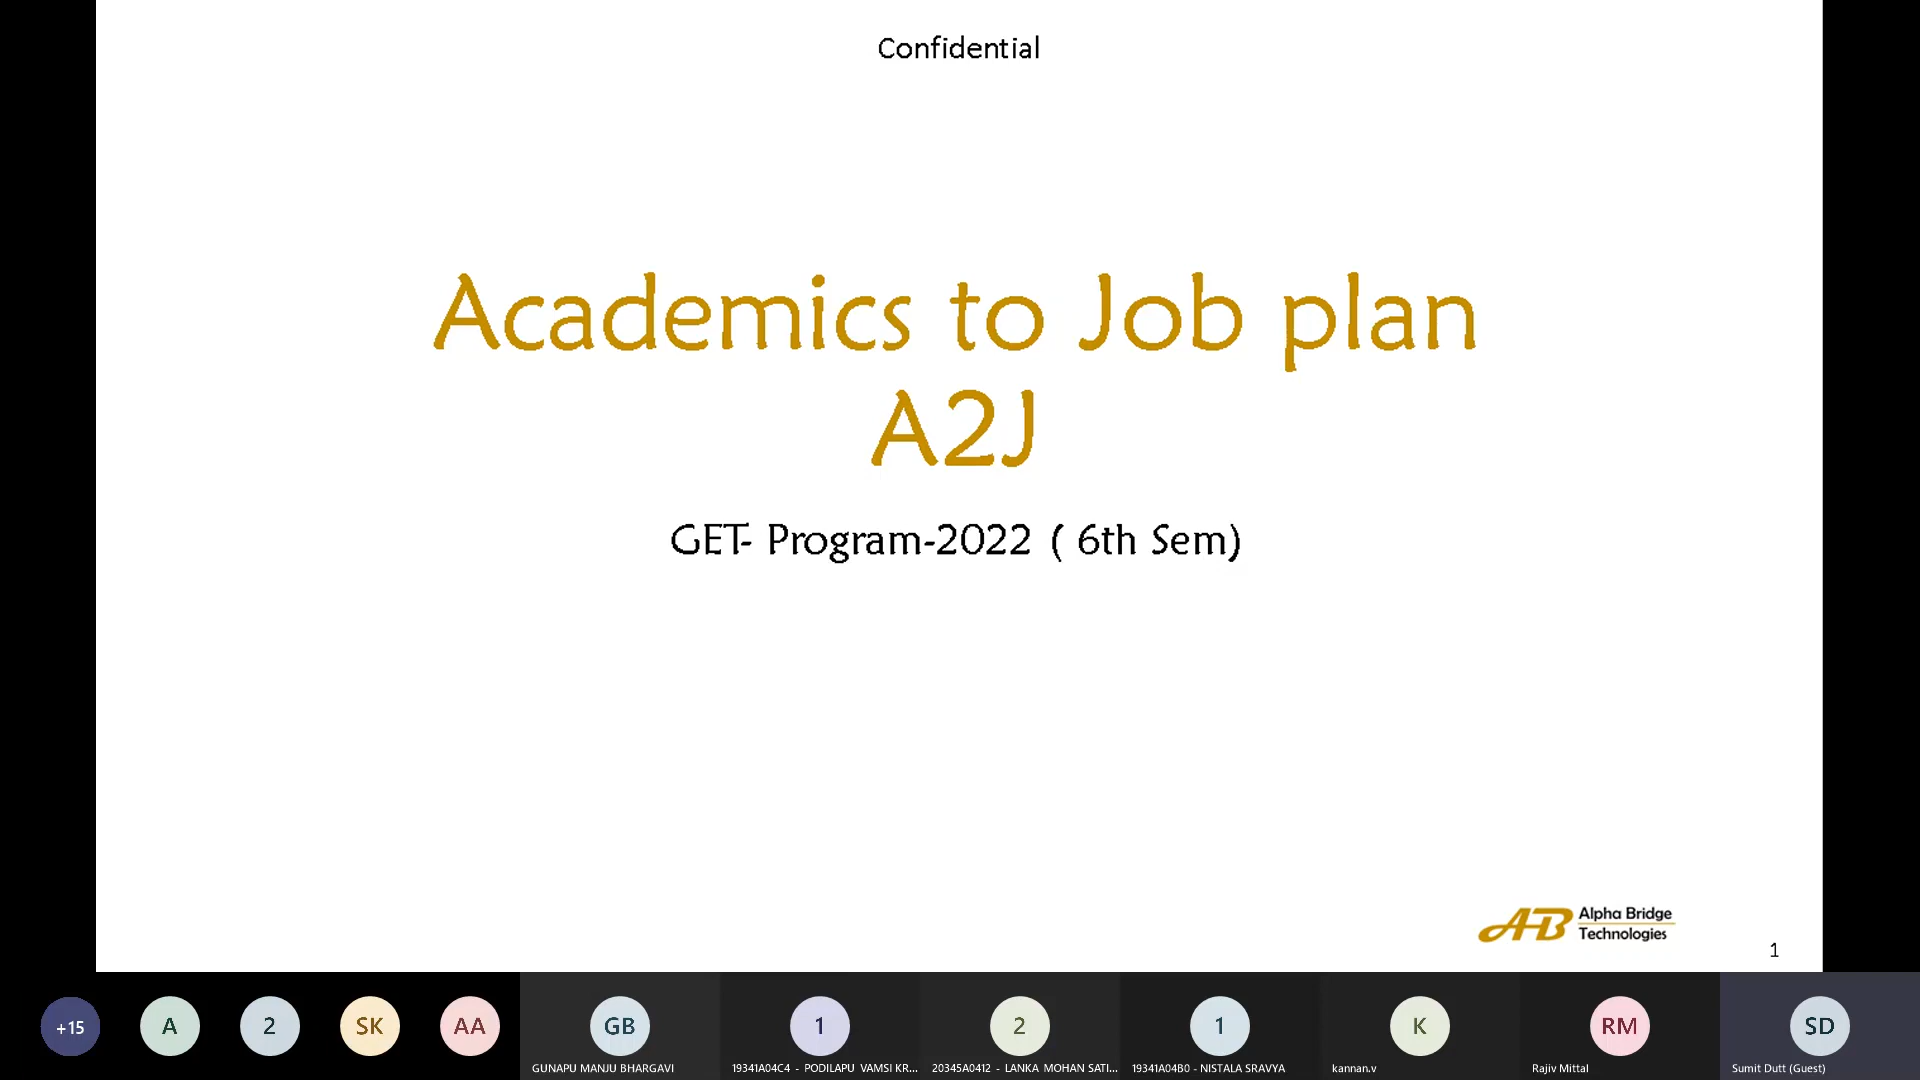 Confidential
Academics to Job plan
A2J
GET- Program-2022 ( 6th Sem)
AB Alpha Bridge
Technologies
1
+15
A
2
SK
AA
GB
1
2
1
K
RM
SD
GUNAPU MANJU BHARGAVI
19341A04C4 - PODILAPU VAMSI KR...
20345A0412 - LANKA MOHAN SATI...
19341A04B0 - NISTALA SRAVYA
kannan.v
Rajiv Mittal
Sumit Dutt (Guest)